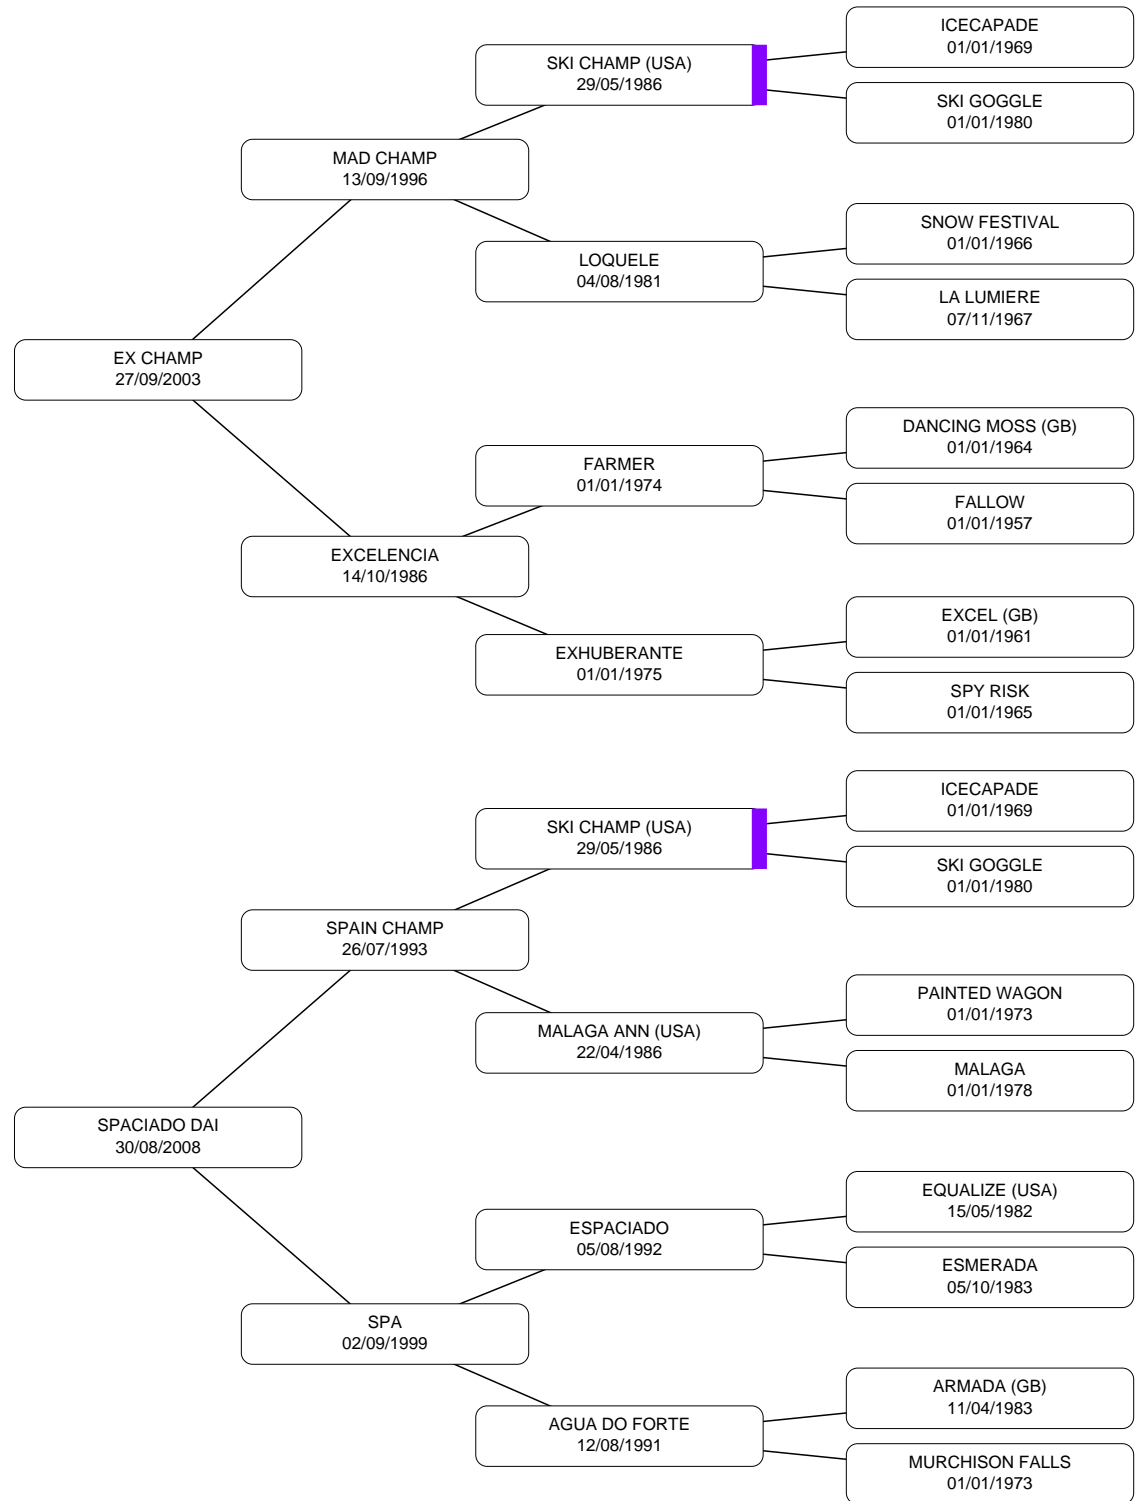 ICECAPADE
01/01/1969
SKI CHAMP (USA)
29/05/1986
SKI GOGGLE
01/01/1980
MAD CHAMP
13/09/1996
SNOW FESTIVAL
01/01/1966
LOQUELE
04/08/1981
LA LUMIERE
07/11/1967
EX CHAMP
27/09/2003
DANCING MOSS (GB)
01/01/1964
FARMER
01/01/1974
FALLOW
01/01/1957
EXCELENCIA
14/10/1986
EXCEL (GB)
01/01/1961
EXHUBERANTE
01/01/1975
SPY RISK
01/01/1965
ICECAPADE
01/01/1969
SKI CHAMP (USA)
29/05/1986
SKI GOGGLE
01/01/1980
SPAIN CHAMP
26/07/1993
PAINTED WAGON
01/01/1973
MALAGA ANN (USA)
22/04/1986
MALAGA
01/01/1978
SPACIADO DAI
30/08/2008
EQUALIZE (USA)
15/05/1982
ESPACIADO
05/08/1992
ESMERADA
05/10/1983
SPA
02/09/1999
ARMADA (GB)
11/04/1983
AGUA DO FORTE
12/08/1991
MURCHISON FALLS
01/01/1973